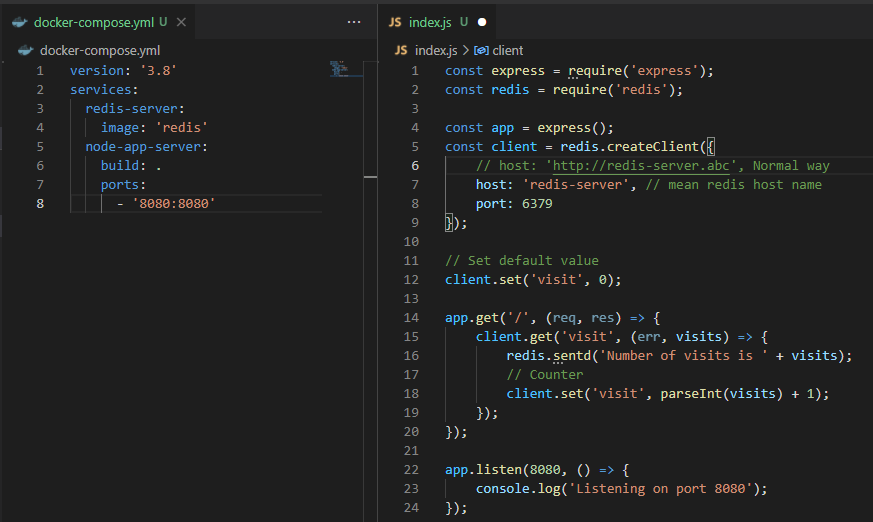 docker-compose.yml U
docker-compose.yml
1 version: '3.8'
2 services:
3 redis-server:
4 image: 'redis'
5 node-app-server:
6 build: .
7 ports:
8 - '8080:8080'
JS index.js U
JS index.js > client
1 const express = require('express');
2 const redis = require('redis');
3
4 const app = express();
5 const client = redis.createClient({
6 // host: 'http://redis-server.abc', Normal way
7 host: 'redis-server', // mean redis host name
8 port: 6379
9 });
10
11 // Set default value
12 client.set('visit', 0);
13
14 app.get('/', (req, res) => {
15 client.get('visit', (err, visits) => {
16 redis.sentd('Number of visits is ' + visits);
17 // Counter
18 client.set('visit', parseInt(visits) + 1);
19 });
20 });
21
22 app.listen(8080, () => {
23 console.log('Listening on port 8080');
24 });